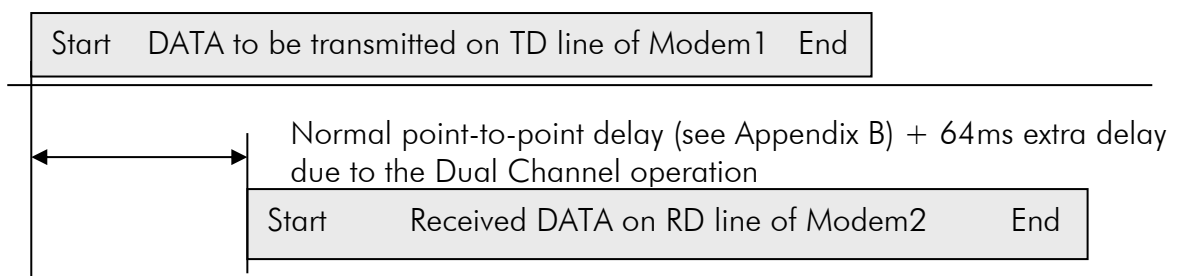 Start DATA to be transmitted on TD line of Modem1 End
Normal point-to-point delay (see Appendix B) + 64ms extra delay
due to the Dual Channel operation
Start Received DATA on RD line of Modem2 End